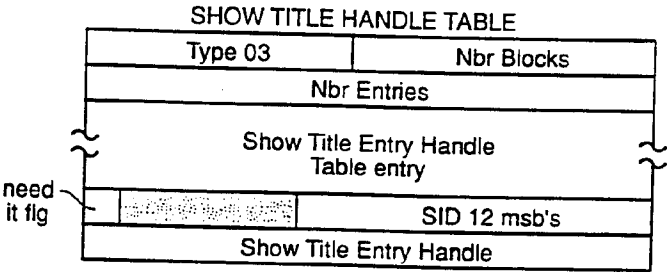 SHOW TITLE HANDLE TABLE
Type 03 Nbr Blocks
Nbr Entries
Show Title Entry Handle
Table entry
need
it flg
SID 12 msb's
Show Title Entry Handle